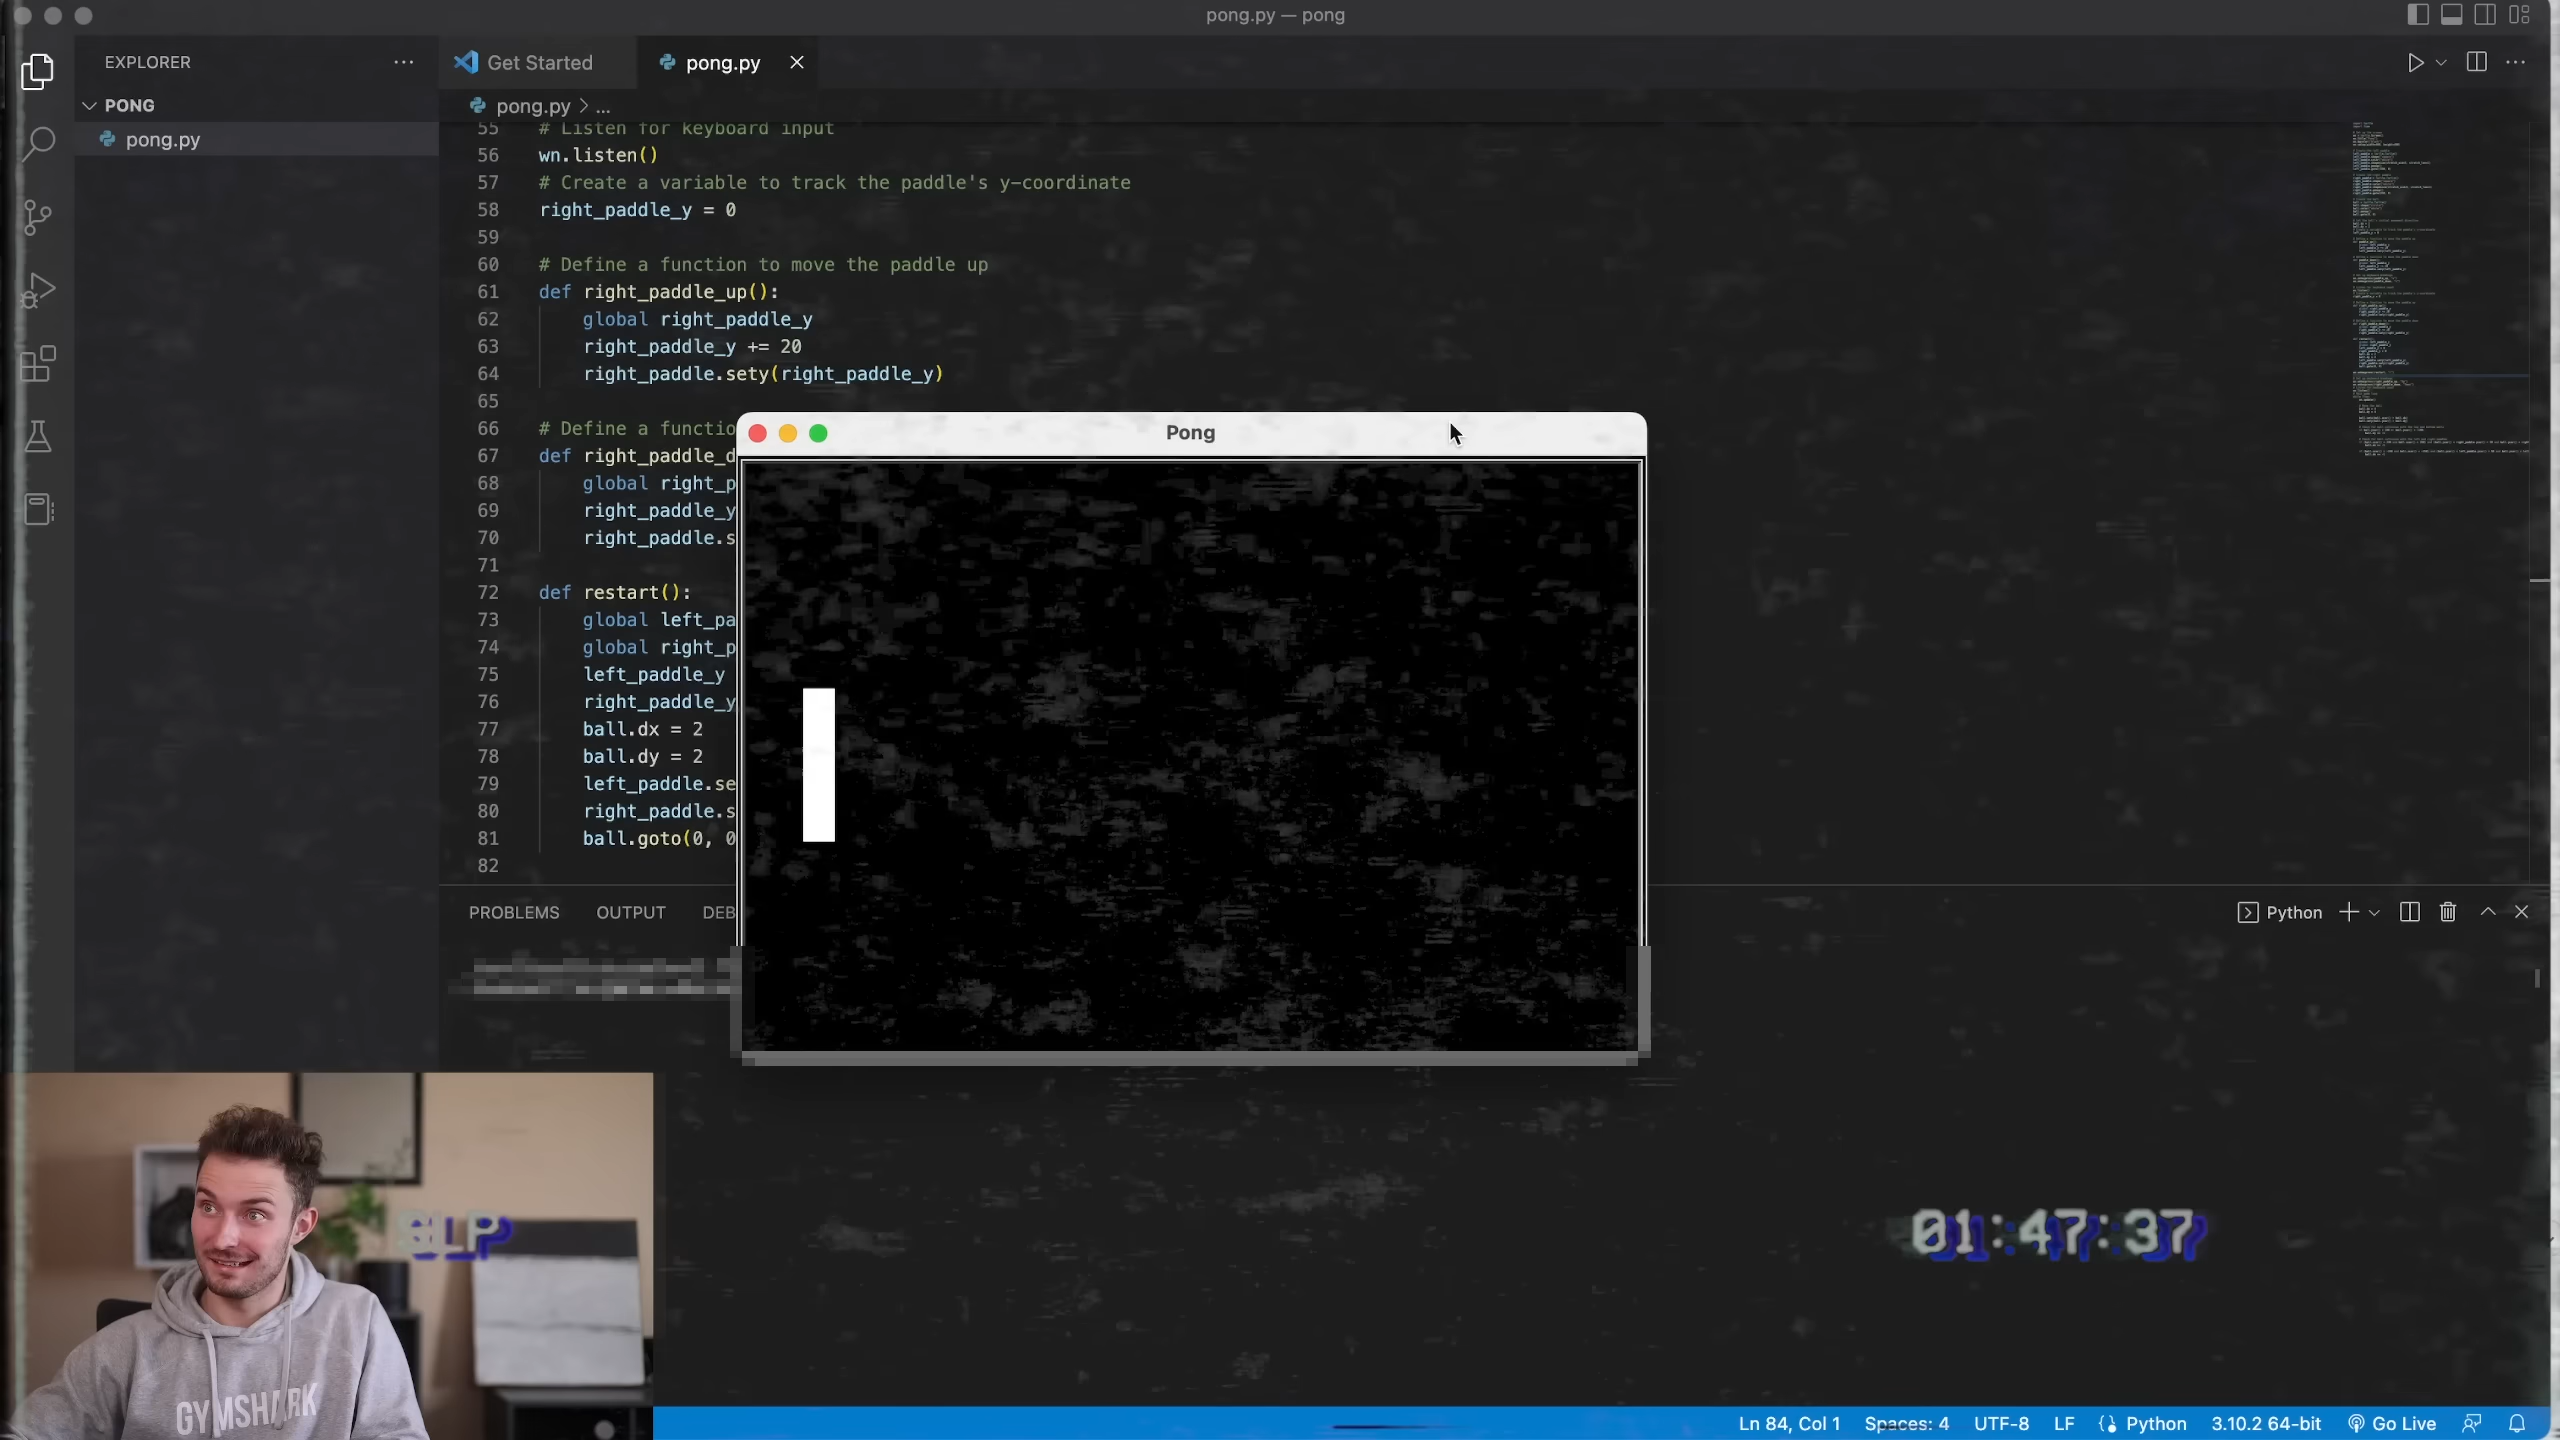 pong.py — pong
EXPLORER
Get Started
pong.py
PONG
pong.py > ...
pong.py
55 # Listen for keyboard input
56 wn.listen()
57 # Create a variable to track the paddle's y-coordinate
58 right_paddle_y = 0
59
60 # Define a function to move the paddle up
61 def right_paddle_up():
62 global right_paddle_y
63 right_paddle_y += 20
64 right_paddle.sety(right_paddle_y)
65
66 # Define a functio
67 def right_paddle_d
68 global right_p
69 right_paddle_y
70 right_paddle.s
71
72 def restart():
73 global left_pa
74 global right_p
75 left_paddle_y
76 right_paddle_y
77 ball.dx = 2
78 ball.dy = 2
79 left_paddle.se
80 right_paddle.s
81 ball.goto(0, 0
82
Pong
PROBLEMS OUTPUT DEB
Python
SLP
01:47:37
GYMSHARK
Ln 84, Col 1 Spaces: 4 UTF-8 LF Python 3.10.2 64-bit Go Live